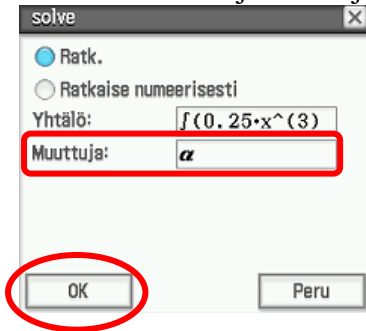 solve
Ratk.
Ratkaise numeerisesti
Yhtälö: ∫(0.25·x^(3)
Muuttuja: α
OK Peru